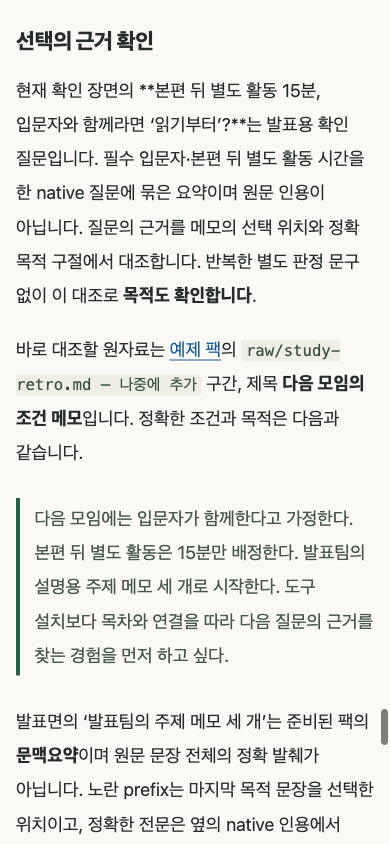 선택의 근거 확인
현재 확인 장면의 **본편 뒤 별도 활동 15분,
입문자와 함께라면 ‘읽기부터’?**는 발표용 확인
질문입니다. 필수 입문자·본편 뒤 별도 활동 시간을
한 native 질문에 묶은 요약이며 원문 인용이
아닙니다. 질문의 근거를 메모의 선택 위치와 정확
목적 구절에서 대조합니다. 반복한 별도 판정 문구
없이 이 대조로 목적도 확인합니다.
바로 대조할 원자료는 예제 팩의 raw/study-
retro.md — 나중에 추가 구간, 제목 다음 모임의
조건 메모입니다. 정확한 조건과 목적은 다음과
같습니다.
다음 모임에는 입문자가 함께한다고 가정한다.
본편 뒤 별도 활동은 15분만 배정한다. 발표팀의
설명용 주제 메모 세 개로 시작한다. 도구
설치보다 목차와 연결을 따라 다음 질문의 근거를
찾는 경험을 먼저 하고 싶다.
발표면의 ‘발표팀의 주제 메모 세 개’는 준비된 팩의
문맥요약이며 원문 문장 전체의 정확 발췌가
아닙니다. 노란 prefix는 마지막 목적 문장을 선택한
위치이고, 정확한 전문은 옆의 native 인용에서